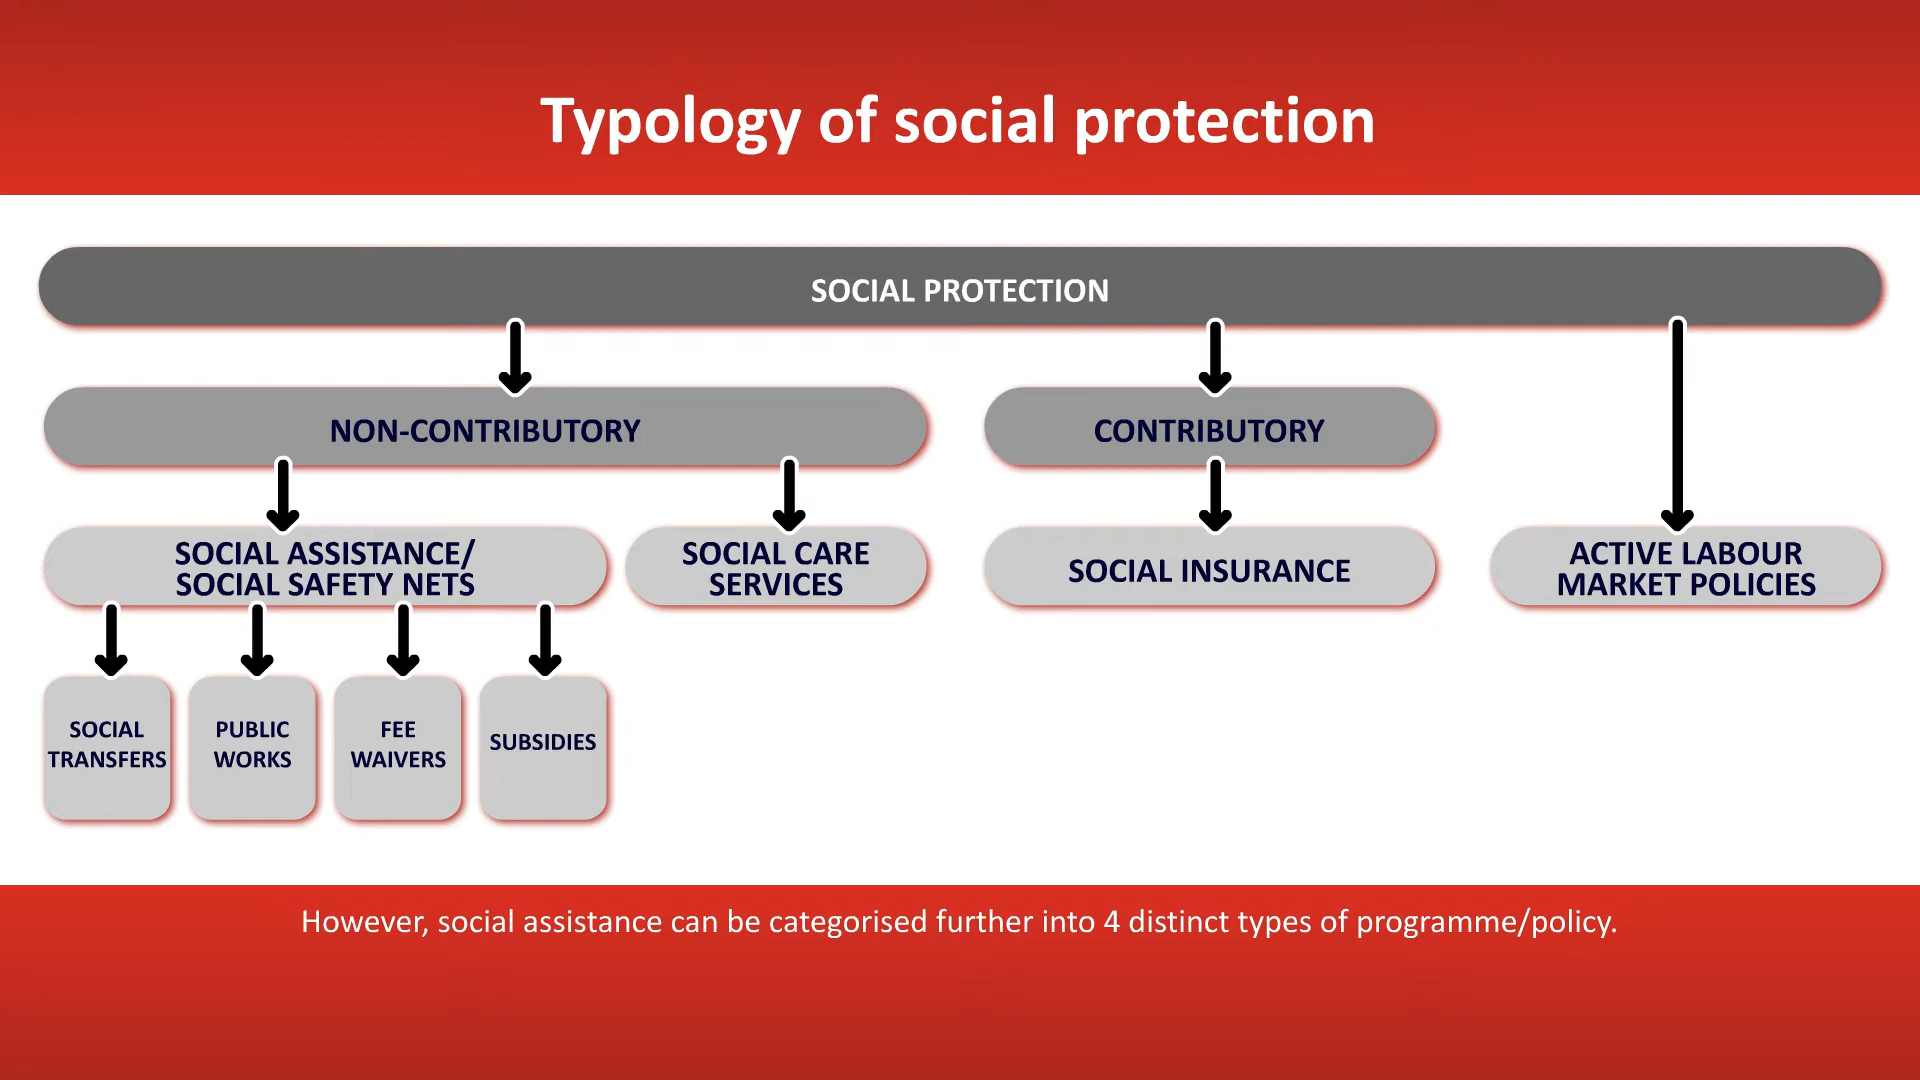 Typology of social protection
SOCIAL PROTECTION
NON-CONTRIBUTORY
CONTRIBUTORY
SOCIAL ASSISTANCE/
SOCIAL SAFETY NETS
SOCIAL CARE
SERVICES
SOCIAL INSURANCE
ACTIVE LABOUR
MARKET POLICIES
SOCIAL
TRANSFERS
PUBLIC
WORKS
FEE
WAIVERS
SUBSIDIES
However, social assistance can be categorised further into 4 distinct types of programme/policy.